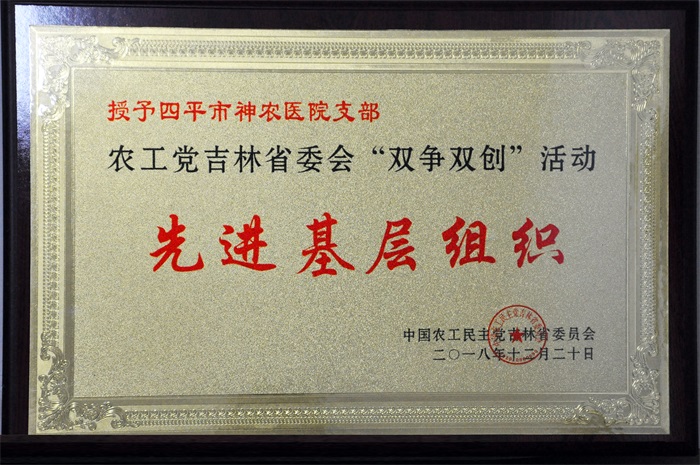 授予四平市神农医院支部
农工党吉林省委会“双争双创”活动
先进基层组织
中国农工民主党吉林省委员会
二〇一八年十二月二十日